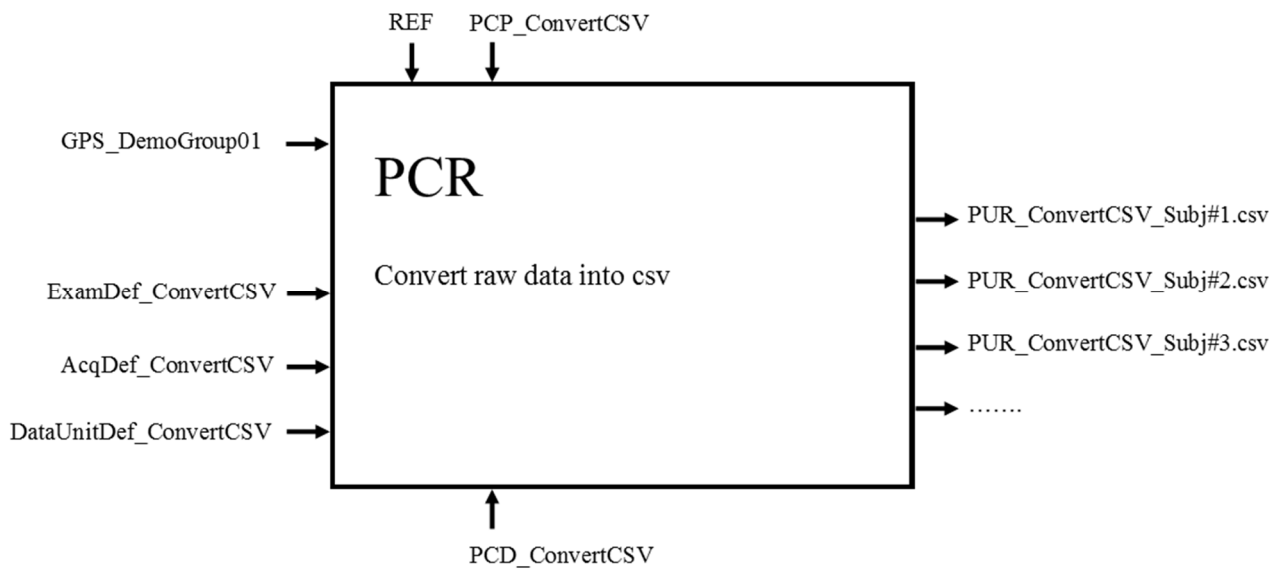 REF PCP_ConvertCSV
GPS_DemoGroup01
PCR
PUR_ConvertCSV_Subj#1.csv
Convert raw data into csv
PUR_ConvertCSV_Subj#2.csv
ExamDef_ConvertCSV
PUR_ConvertCSV_Subj#3.csv
AcqDef_ConvertCSV
.......
DataUnitDef_ConvertCSV
PCD_ConvertCSV